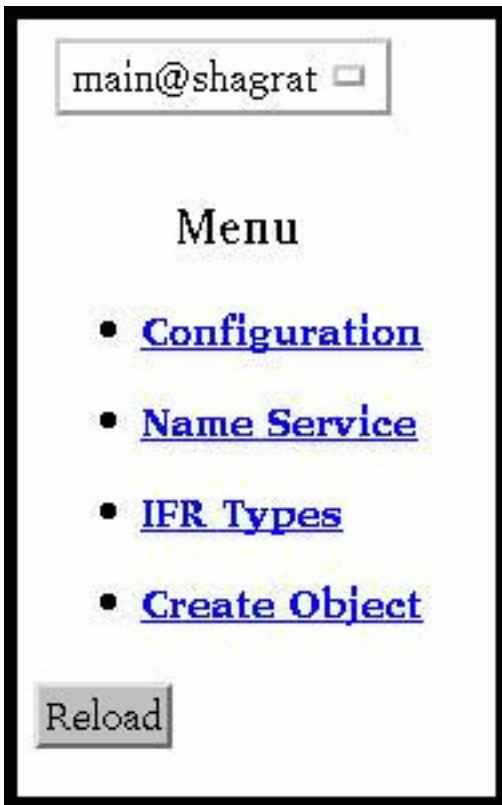 main@shagrat
Menu
Configuration
Name Service
IFR Types
Create Object
Reload